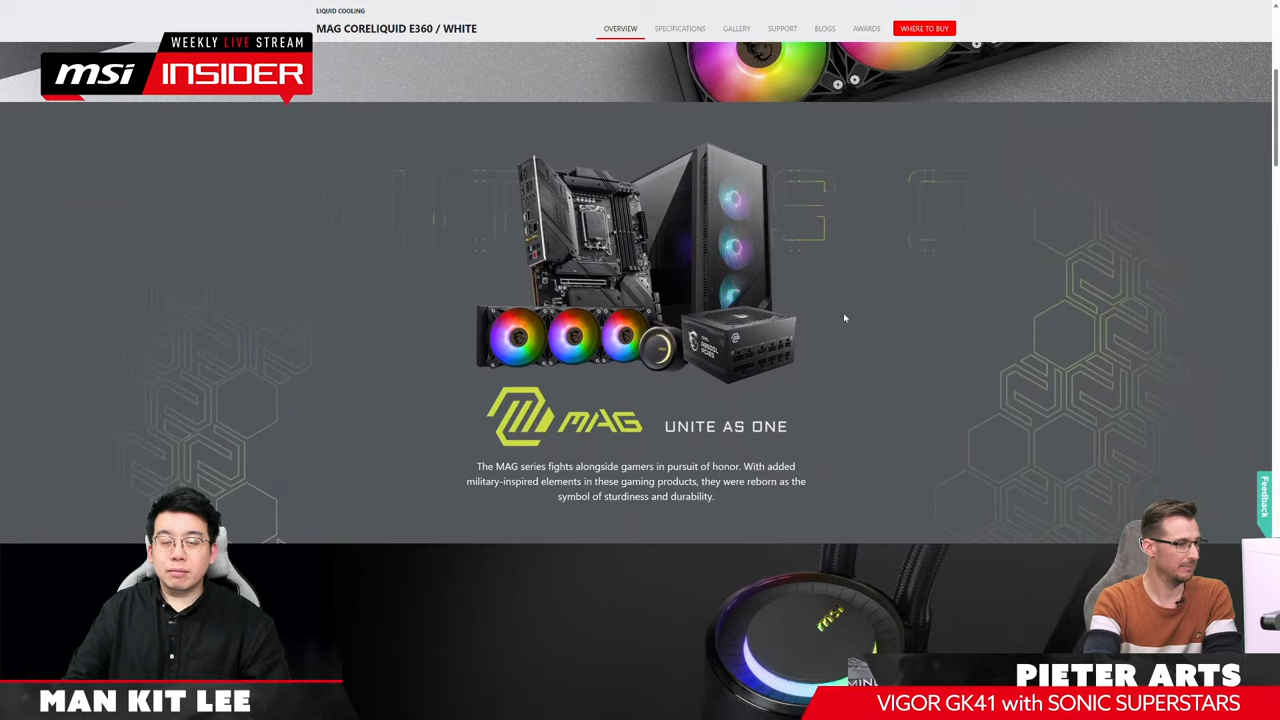 LIQUID COOLING
MAG CORELIQUID E360 / WHITE
OVERVIEW
SPECIFICATIONS
GALLERY
SUPPORT
BLOGS
AWARDS
WHERE TO BUY
WEEKLY LIVE STREAM
msi INSIDER
MAG UNITE AS ONE
The MAG series fights alongside gamers in pursuit of honor. With added
military-inspired elements in these gaming products, they were reborn as the
symbol of sturdiness and durability.
Feedback
msi
MAN KIT LEE
PIETER ARTS
VIGOR GK41 with SONIC SUPERSTARS